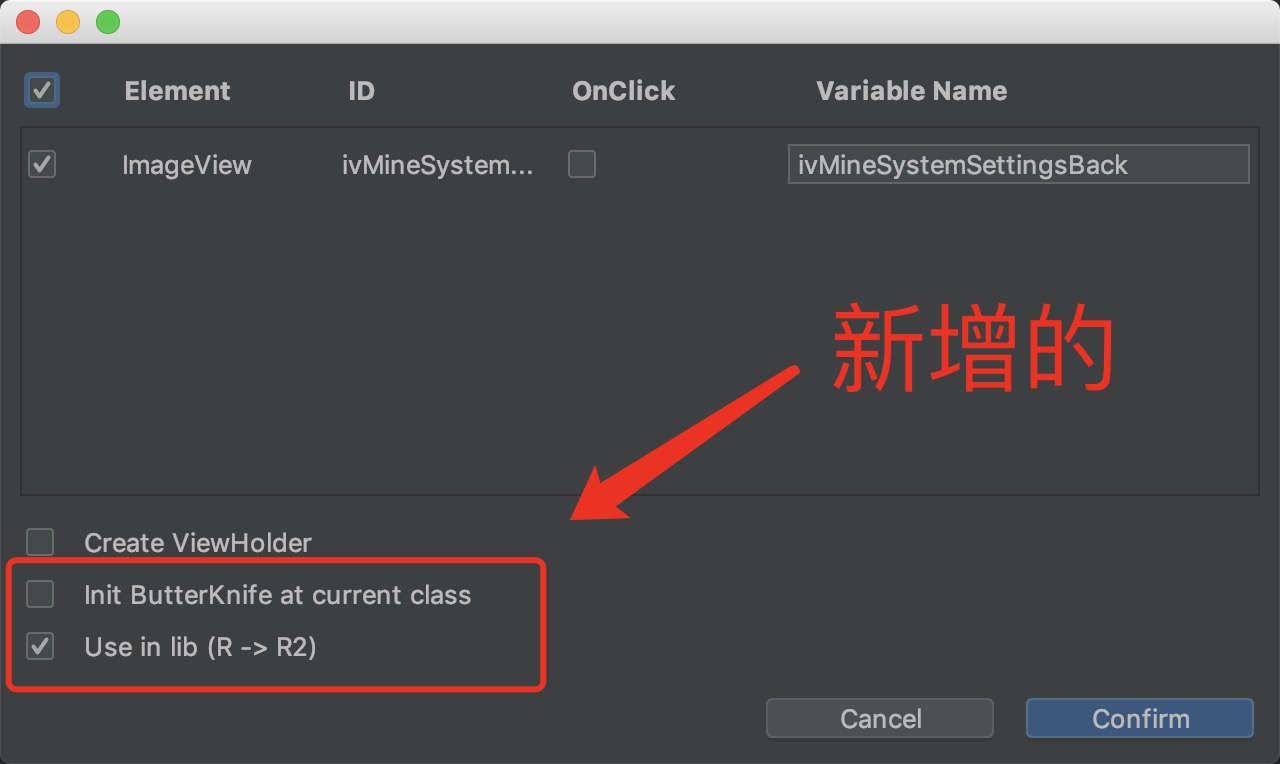 Element ID OnClick Variable Name
ImageView ivMineSystem... ivMineSystemSettingsBack
新增的
Create ViewHolder
Init ButterKnife at current class
Use in lib (R -> R2)
Cancel Confirm